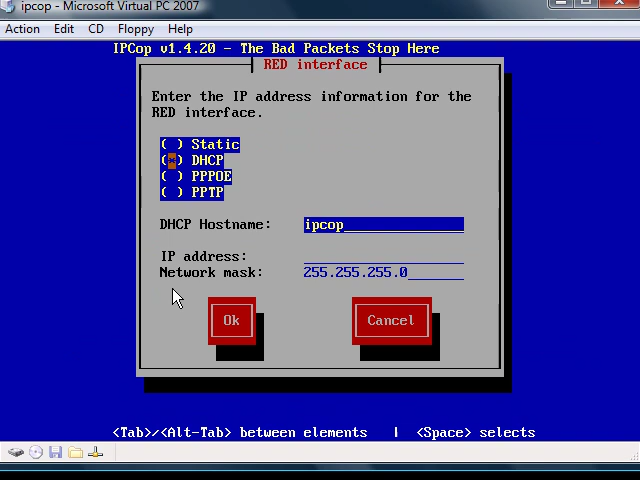 ipcop - Microsoft Virtual PC 2007
Action Edit CD Floppy Help
IPCop v1.4.20 - The Bad Packets Stop Here
RED interface
Enter the IP address information for the
RED interface.
( ) Static
(*) DHCP
( ) PPPOE
( ) PPTP
DHCP Hostname: ipcop
IP address:
Network mask: 255.255.255.0
Ok Cancel
<Tab>/<Alt-Tab> between elements | <Space> selects